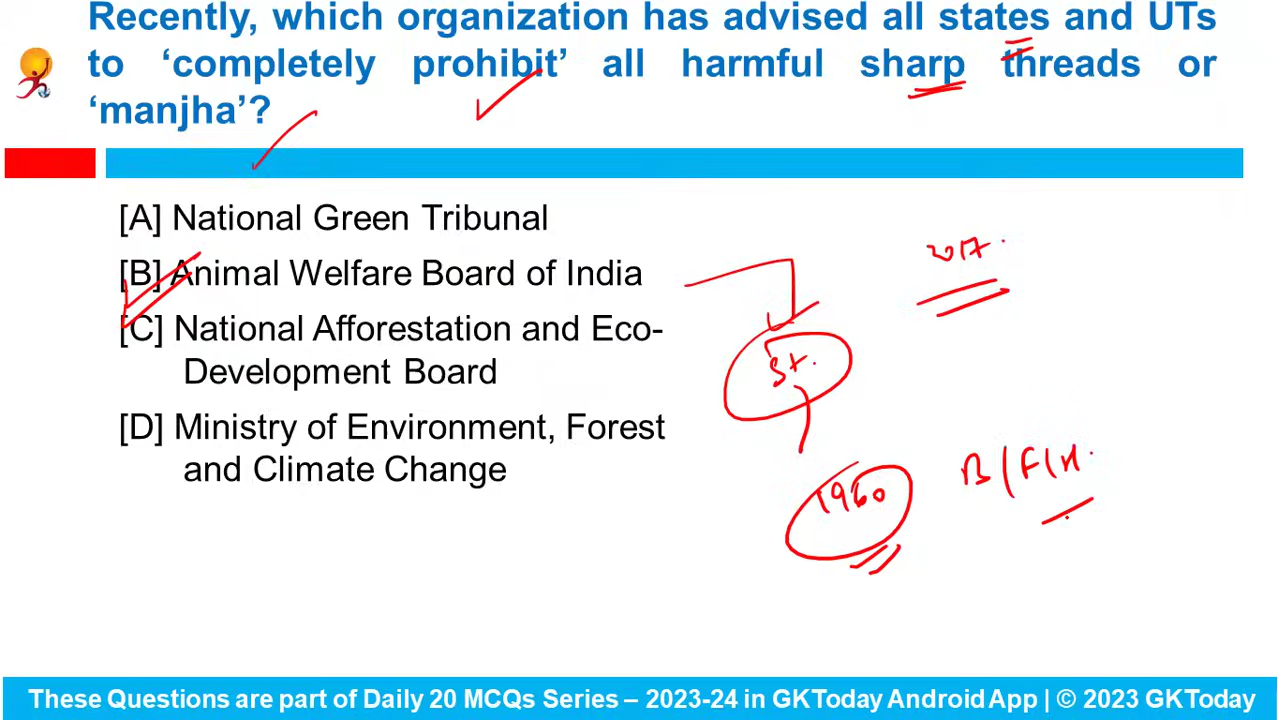 Recently, which organization has advised all states and UTs
to ‘completely prohibit’ all harmful sharp threads or
‘manjha’?
[A] National Green Tribunal
[B] Animal Welfare Board of India
[C] National Afforestation and Eco-
Development Board
[D] Ministry of Environment, Forest
and Climate Change
2017.
St.
1960
B/F/H.
These Questions are part of Daily 20 MCQs Series – 2023-24 in GKToday Android App | © 2023 GKToday